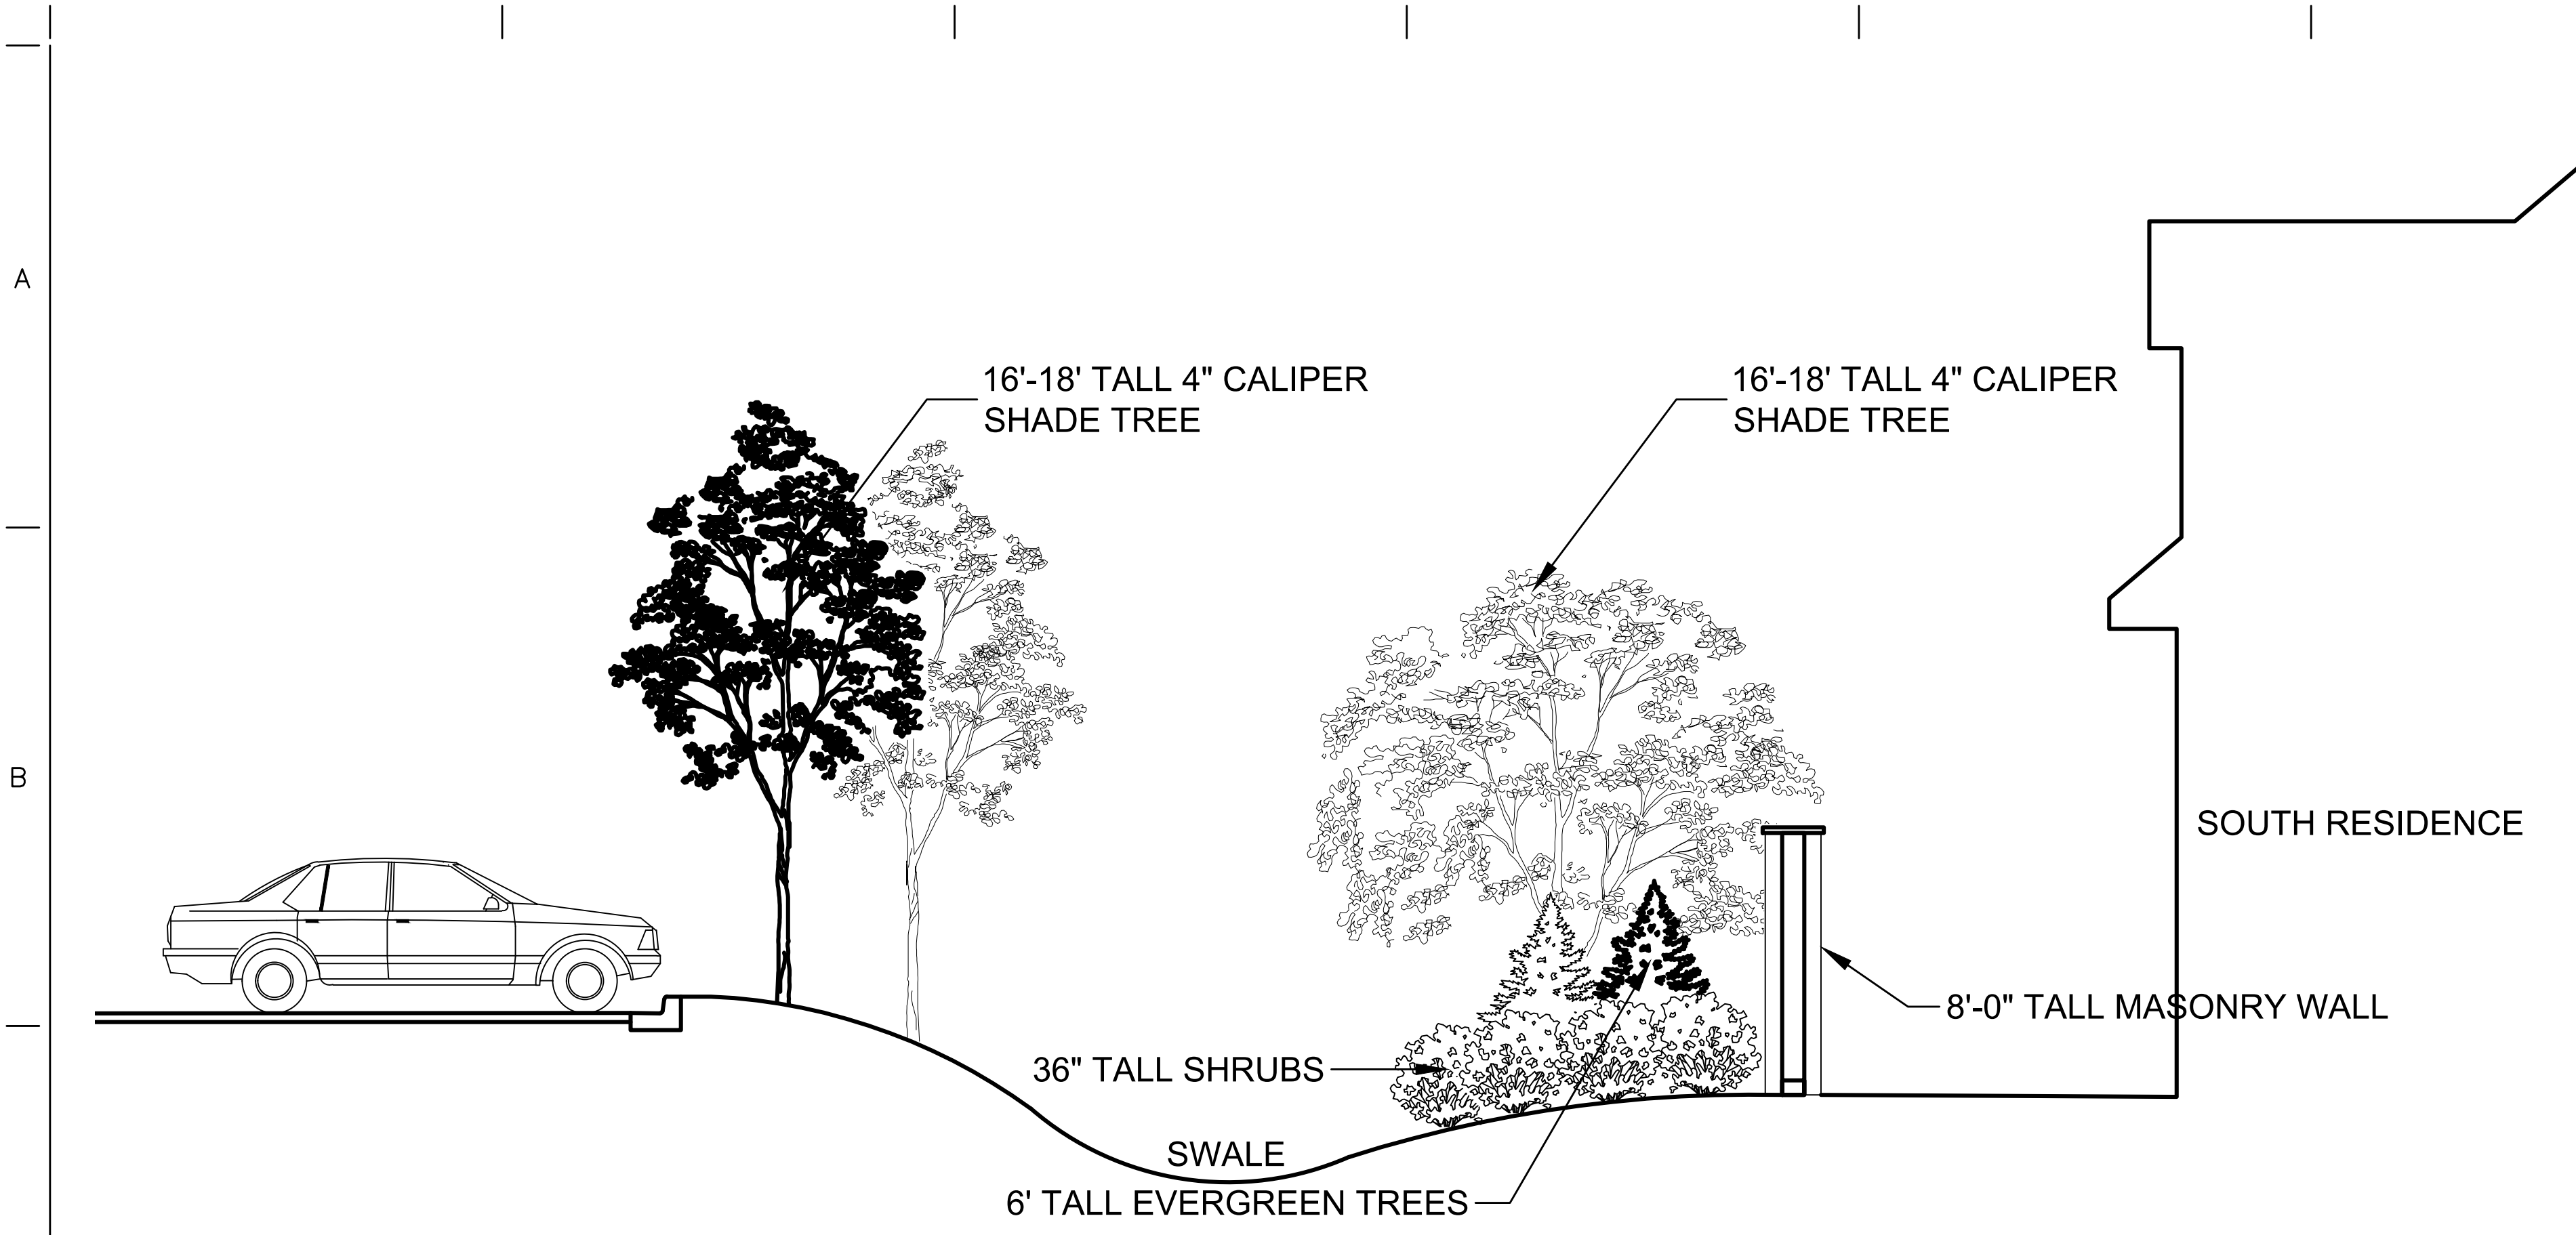 A
16'-18' TALL 4" CALIPER
SHADE TREE
16'-18' TALL 4" CALIPER
SHADE TREE
B
SOUTH RESIDENCE
8'-0" TALL MASONRY WALL
36" TALL SHRUBS
SWALE
6' TALL EVERGREEN TREES